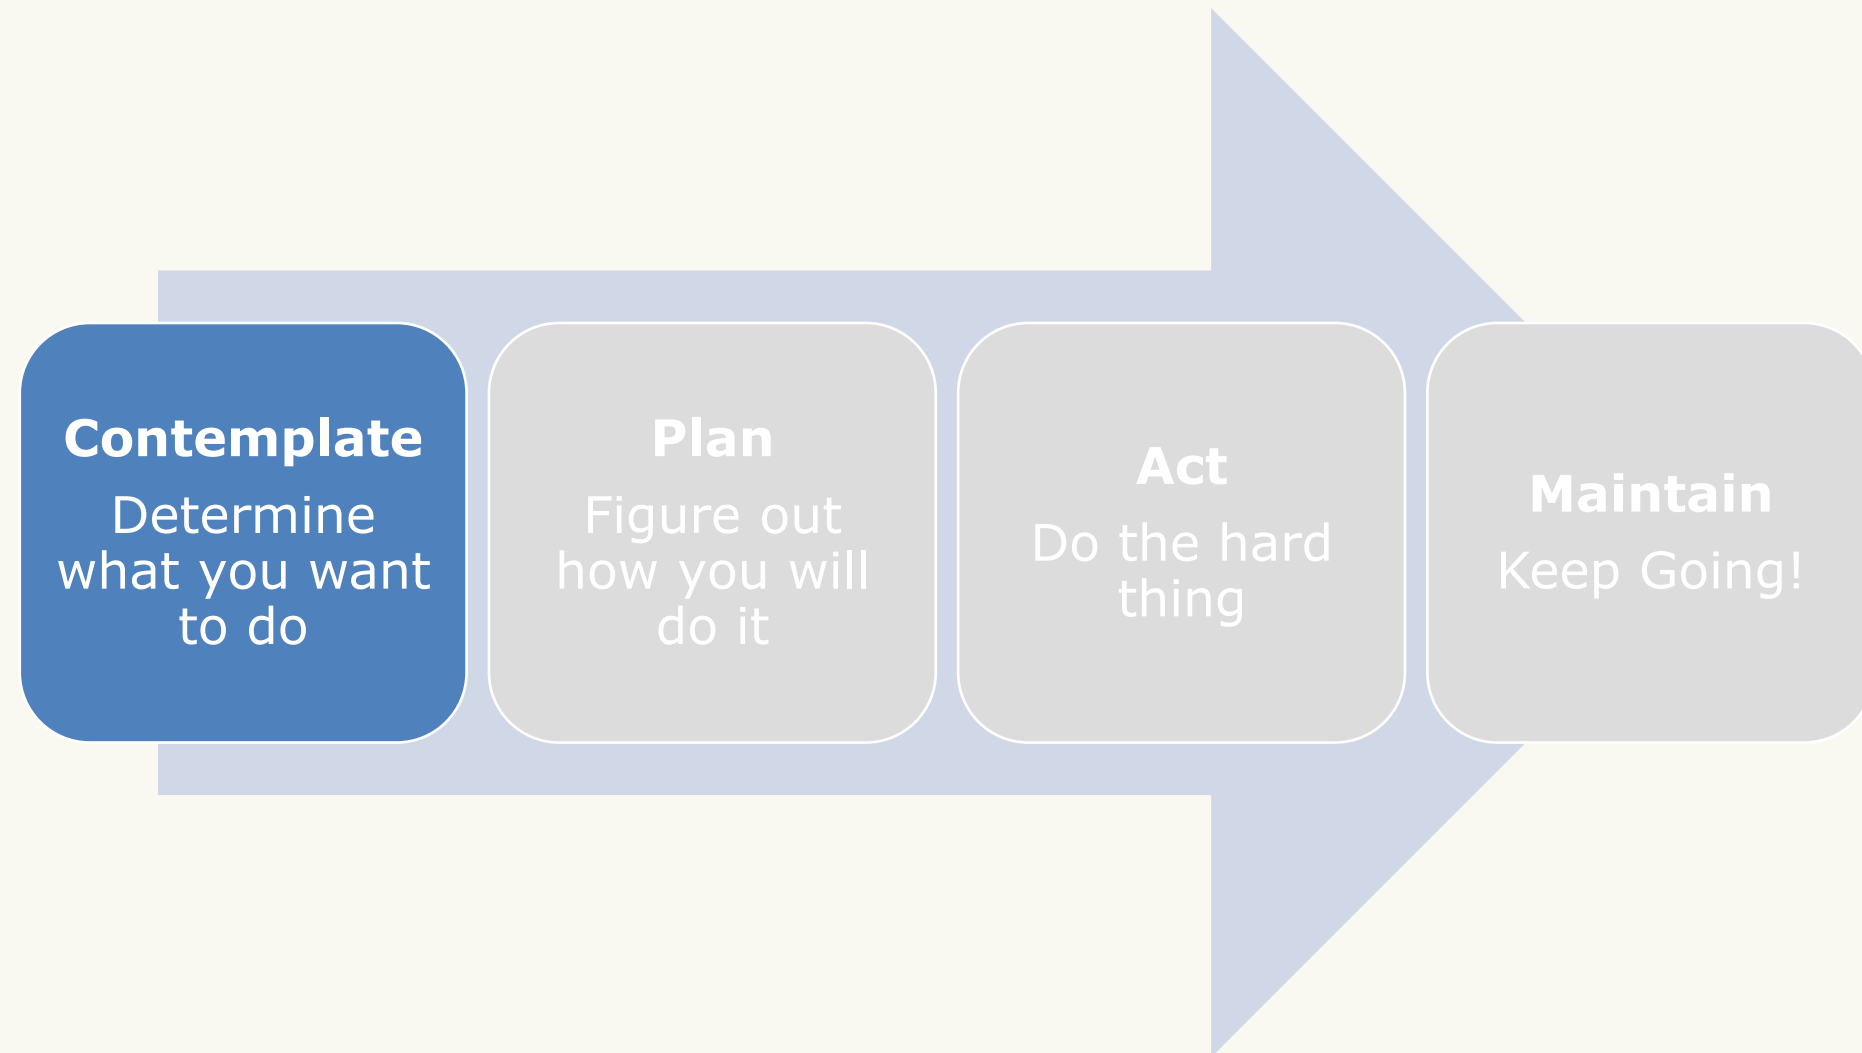 Contemplate
Determine
what you want
to do
Plan
Figure out
how you will
do it
Act
Do the hard
thing
Maintain
Keep Going!